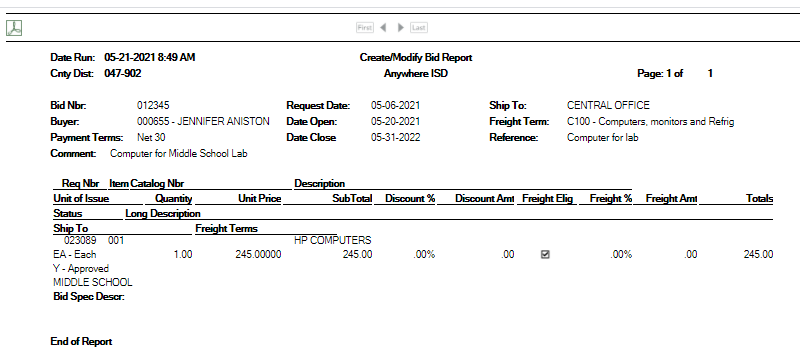 First Last
Date Run: 05-21-2021 8:49 AM Create/Modify Bid Report
Cnty Dist: 047-902 Anywhere ISD Page: 1 of 1
Bid Nbr: 012345 Request Date: 05-06-2021 Ship To: CENTRAL OFFICE
Buyer: 000655 - JENNIFER ANISTON Date Open: 05-20-2021 Freight Term: C100 - Computers, monitors and Refrig
Payment Terms: Net 30 Date Close 05-31-2022 Reference: Computer for lab
Comment: Computer for Middle School Lab
Req Nbr Item Catalog Nbr Description
Unit of Issue Quantity Unit Price SubTotal Discount % Discount Amt Freight Elig Freight % Freight Amt Totals
Status Long Description
Ship To Freight Terms
023089 001 HP COMPUTERS
EA - Each 1.00 245.00000 245.00 .00% .00 .00% .00 245.00
Y - Approved
MIDDLE SCHOOL
Bid Spec Descr:
End of Report